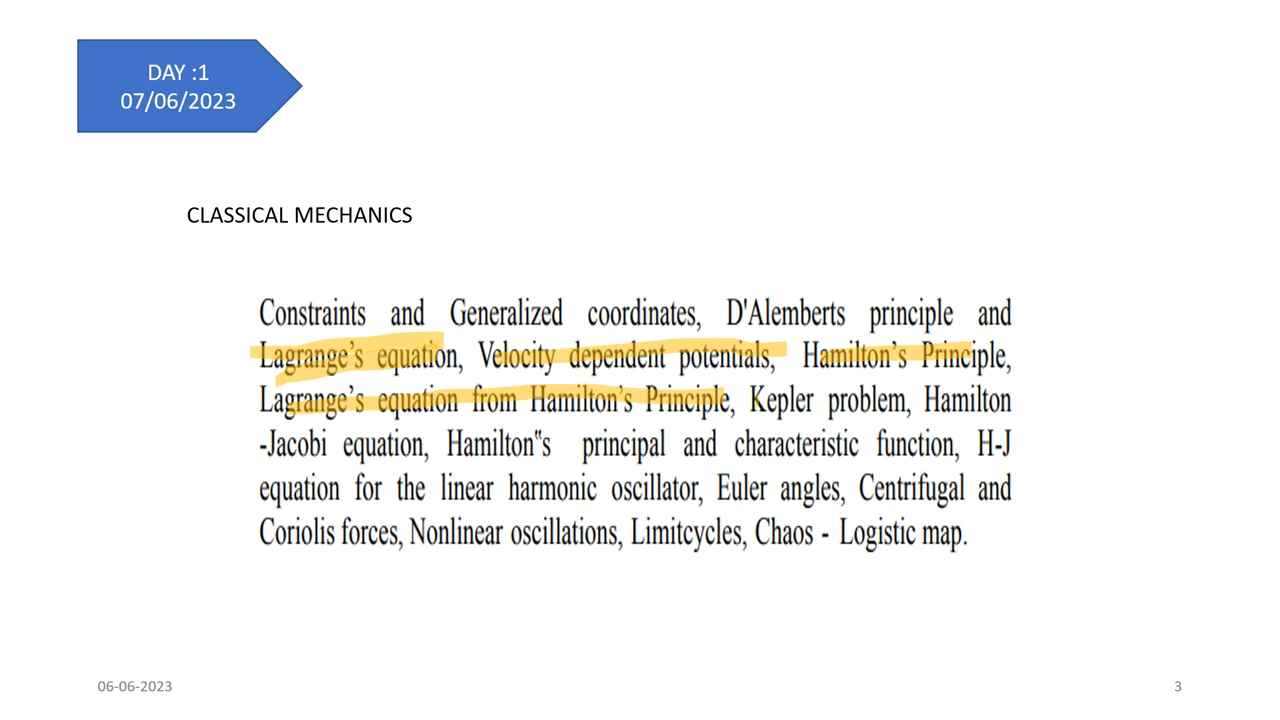 DAY :1
07/06/2023
CLASSICAL MECHANICS
Constraints and Generalized coordinates, D'Alemberts principle and
Lagrange’s equation, Velocity dependent potentials, Hamilton’s Principle,
Lagrange’s equation from Hamilton’s Principle, Kepler problem, Hamilton
-Jacobi equation, Hamilton‟s principal and characteristic function, H-J
equation for the linear harmonic oscillator, Euler angles, Centrifugal and
Coriolis forces, Nonlinear oscillations, Limitcycles, Chaos - Logistic map.
06-06-2023
3